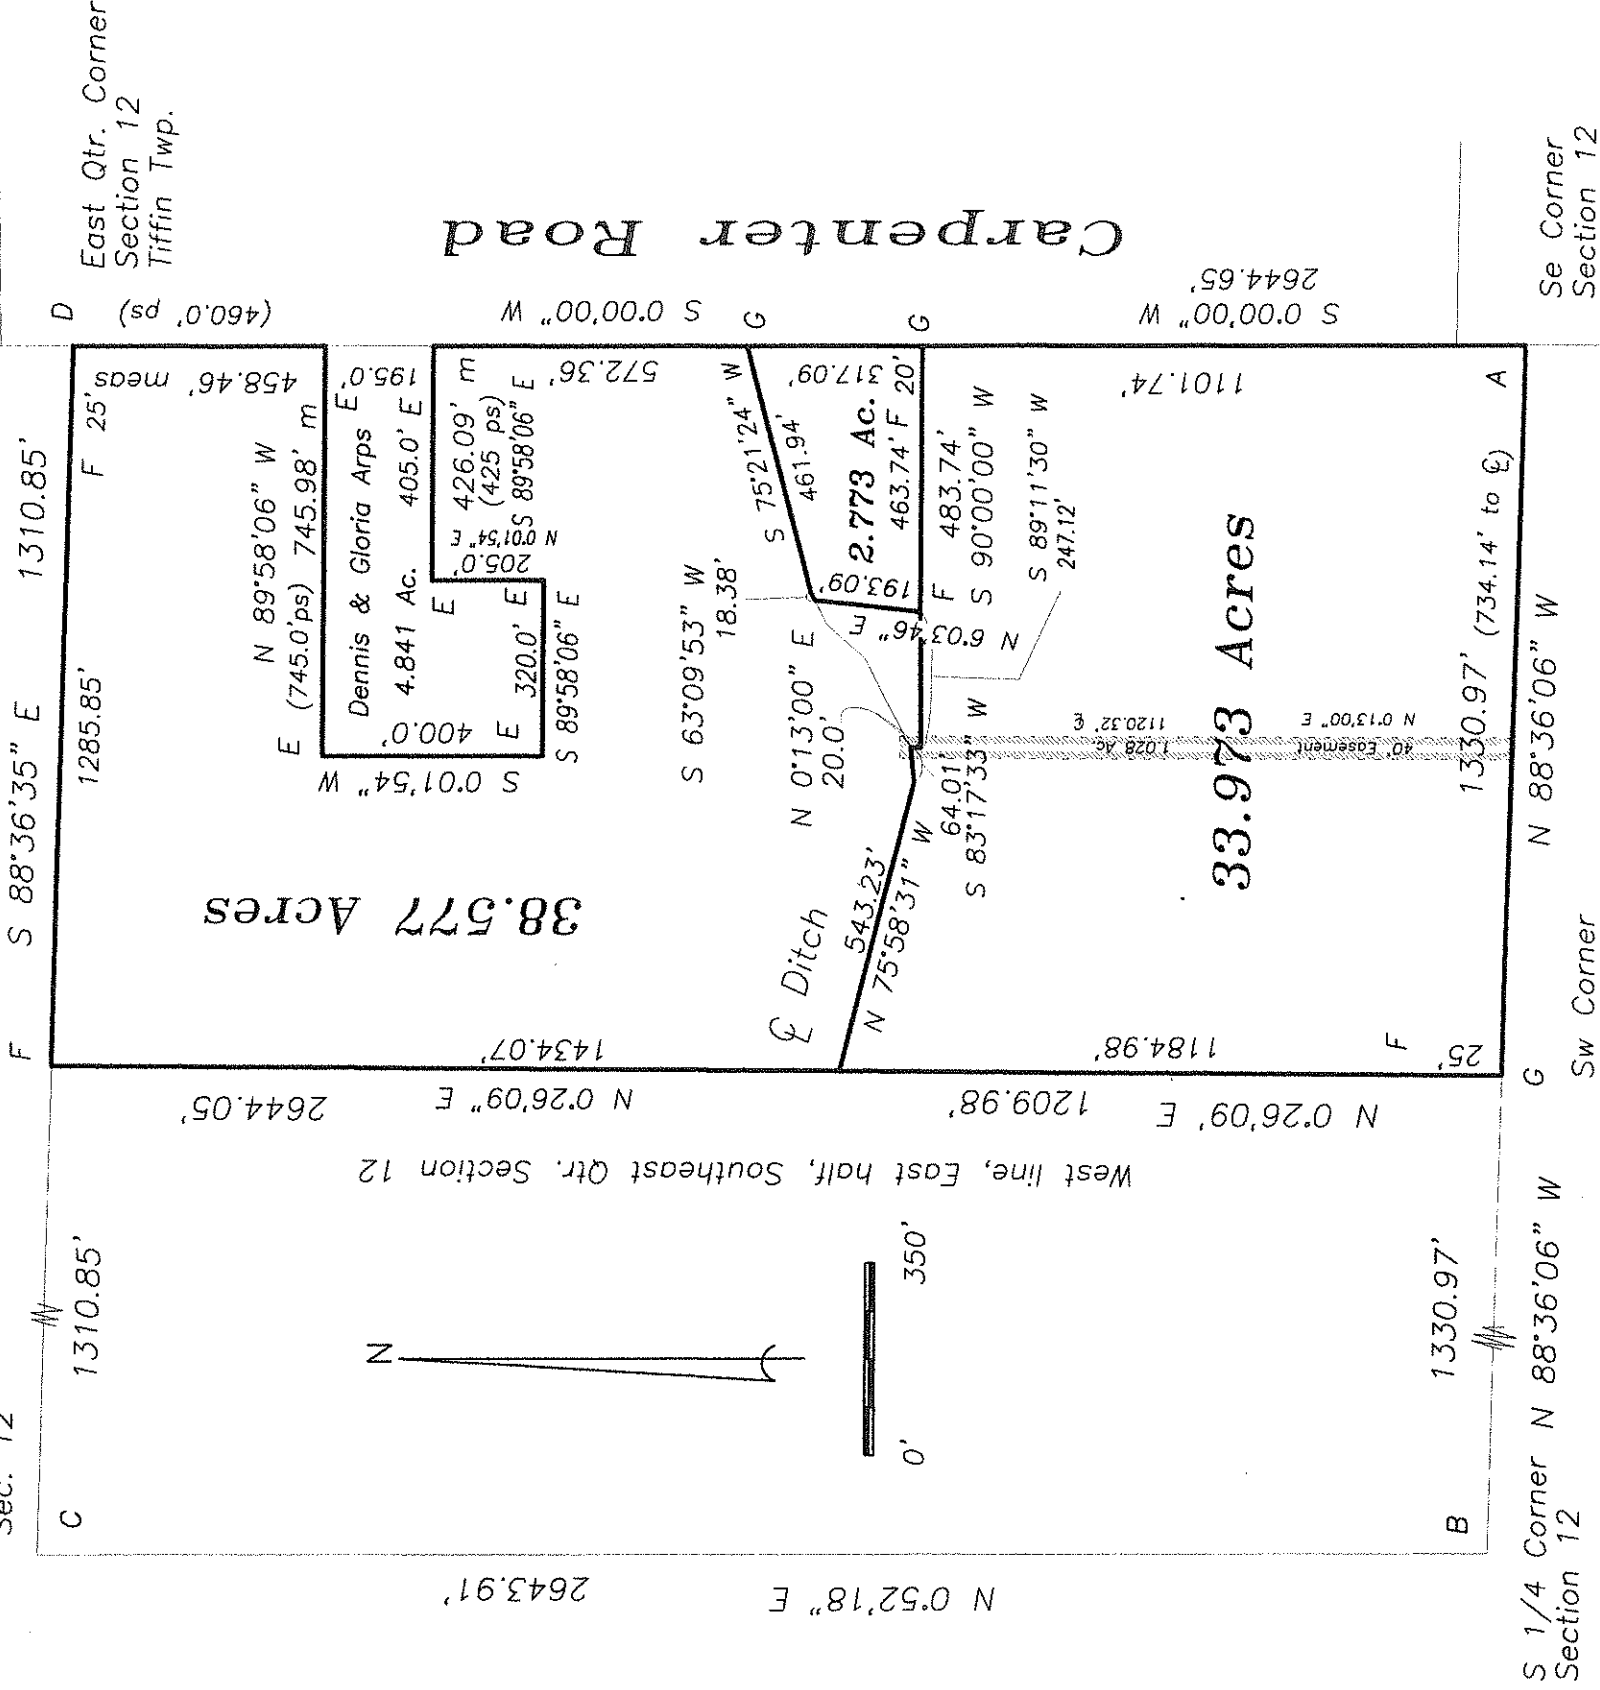 Sec. 12
East Qtr. Corner
Section 12
Tiffin Twp.
C
1310.85'
F
S 88°36'35" E
1310.85'
D
1285.85'
F 25'
458.46' meas
(460.0' ps)
N 89°58'06" W
E (745.0'ps) 745.98' m
Dennis & Gloria Arps E
195.0'
4.841 Ac.
405.0' E
E
400.0'
S 0°01'54" W
E
320.0' E
S 89°58'06" E
205.0'
N 0°01'54" E
426.09' m
(425 ps)
S 89°58'06" E
E
572.36'
S 0°00'00" W
Carpenter Road
38.577 Acres
1434.07'
N 0°26'09" E
2644.05'
West line, East half, Southeast Qtr. Section 12
2643.91'
N 0°52'18" E
N
0'
350'
℄ Ditch
543.23'
N 75°58'31" W
S 63°09'53" W
18.38'
N 0°13'00" E
20.0'
64.01'
S 83°17'33" W
S 75°21'24" W
461.94'
G
317.09'
2.773 Ac.
193.09'
N 6°03'46" E
463.74' F 20'
G
F
483.74'
S 90°00'00" W
S 89°11'30" W
247.12'
1101.74'
S 0°00'00" W
2644.65'
33.973 Acres
40' Easement
1.028 Ac
N 0°13'00" E
1120.32' ℄
1184.98'
1209.98'
N 0°26'09' E
F
25'
1330.97' (734.14' to ℄)
A
N 88°36'06" W
G
B
1330.97'
S 1/4 Corner N 88°36'06" W
Section 12
Sw Corner
Se Corner
Section 12